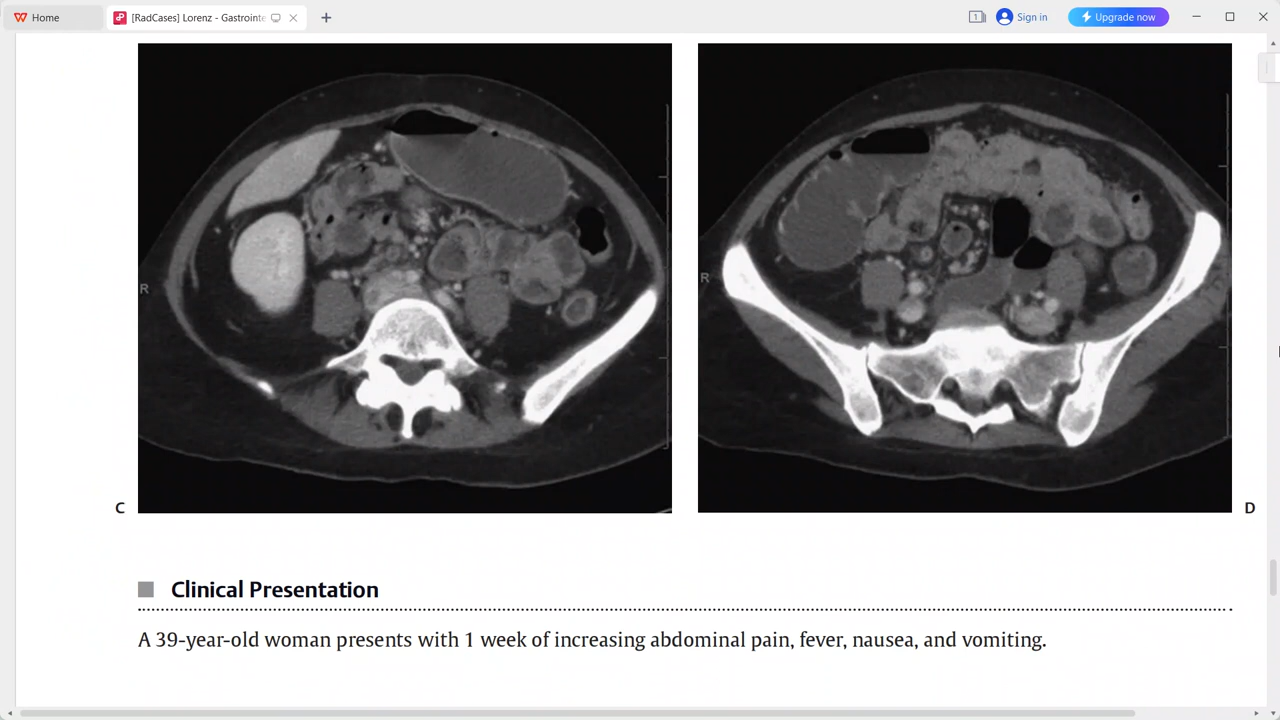 Home
[RadCases] Lorenz - Gastrointe
1
Sign in
Upgrade now
R
R
C
D
Clinical Presentation
A 39-year-old woman presents with 1 week of increasing abdominal pain, fever, nausea, and vomiting.